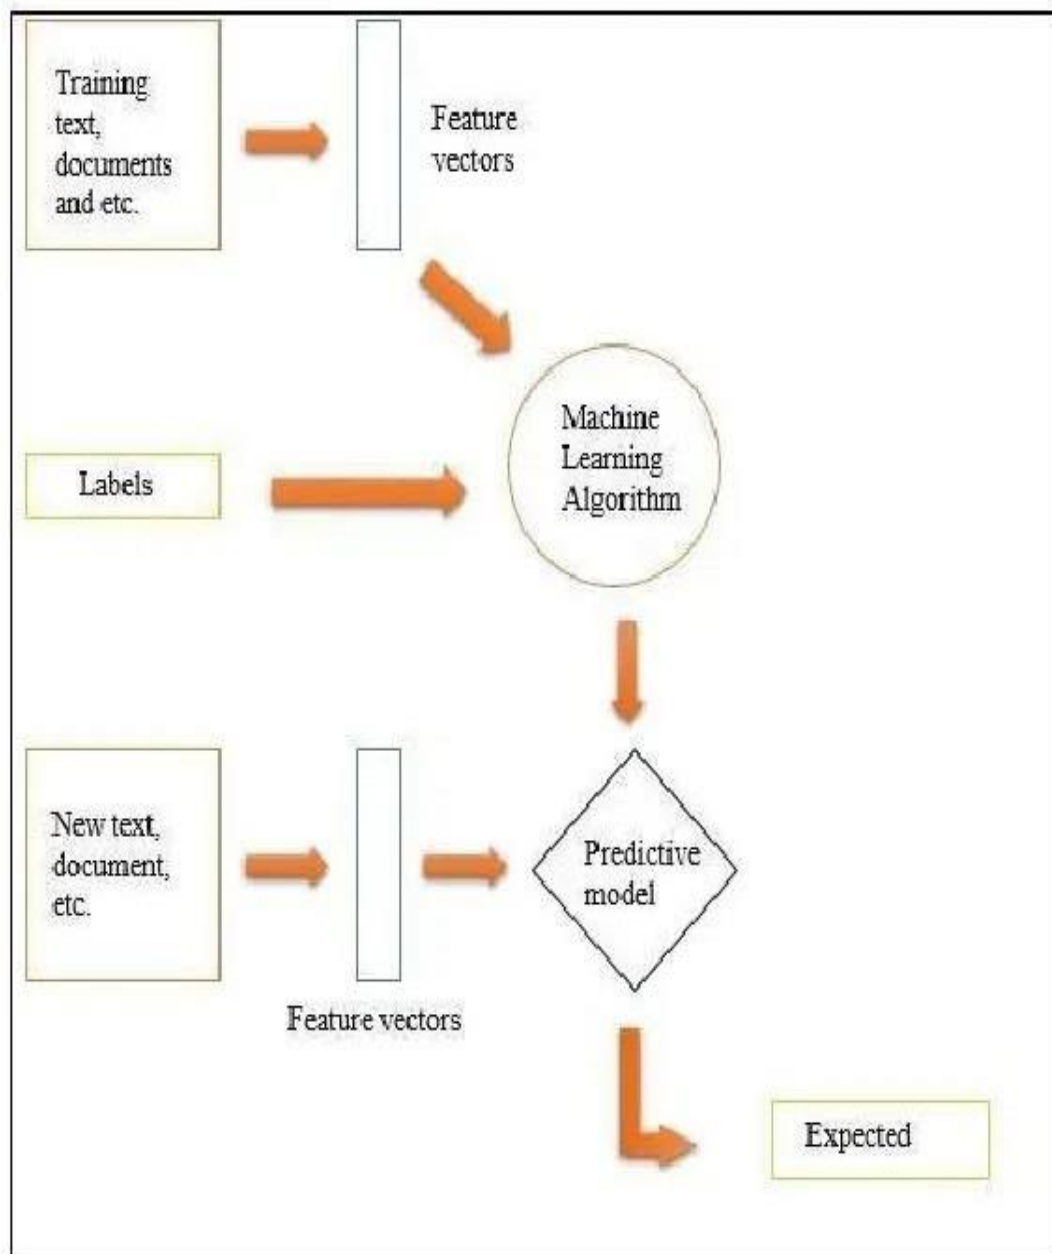 Training
text,
documents
and etc.
Feature
vectors
Machine
Learning
Algorithm
Labels
New text,
document,
etc.
Predictive
model
Feature vectors
Expected